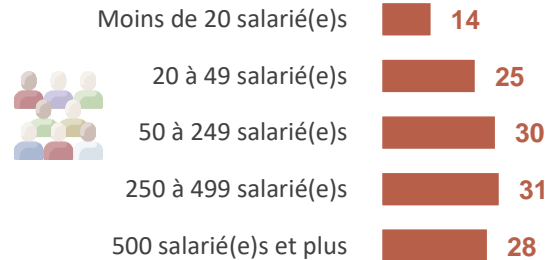 Moins de 20 salarié(e)s 14
20 à 49 salarié(e)s 25
50 à 249 salarié(e)s 30
250 à 499 salarié(e)s 31
500 salarié(e)s et plus 28